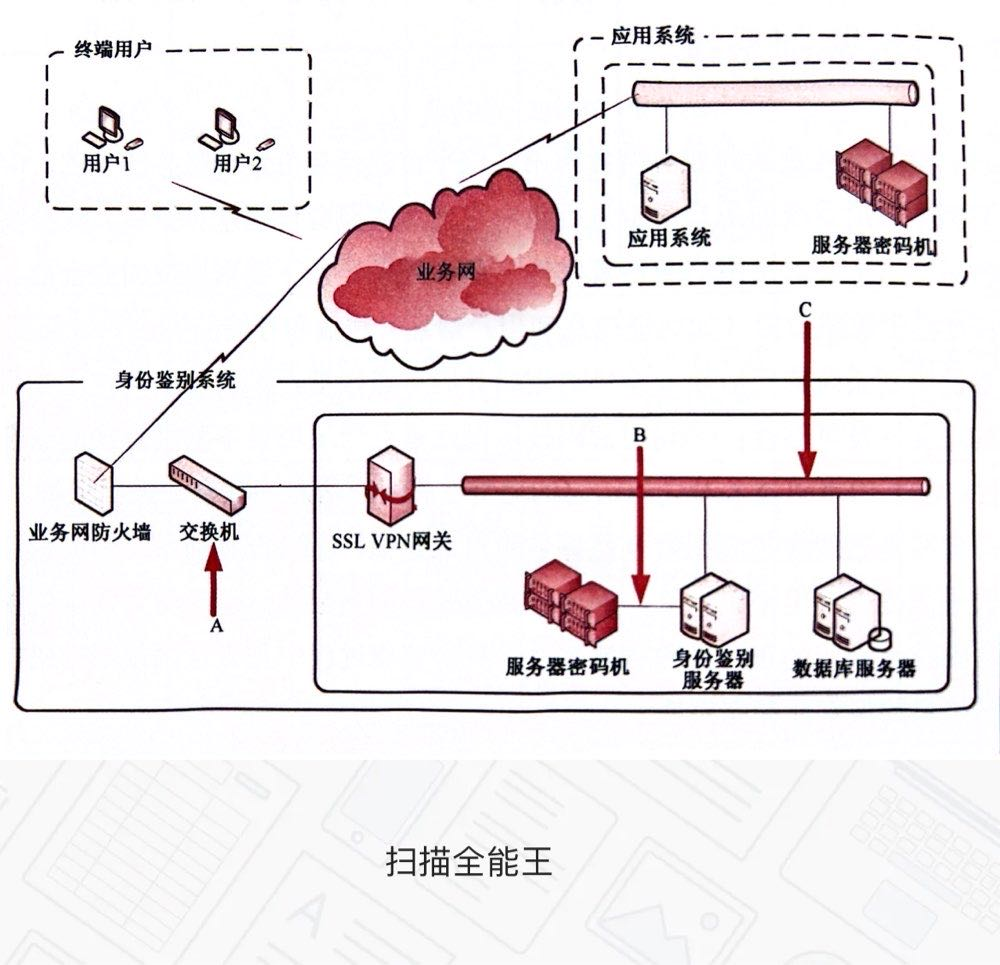 终端用户
应用系统
用户1
用户2
应用系统
服务器密码机
业务网
C
身份鉴别系统
B
业务网防火墙
交换机
SSL VPN网关
A
服务器密码机
身份鉴别
服务器
数据库服务器
扫描全能王